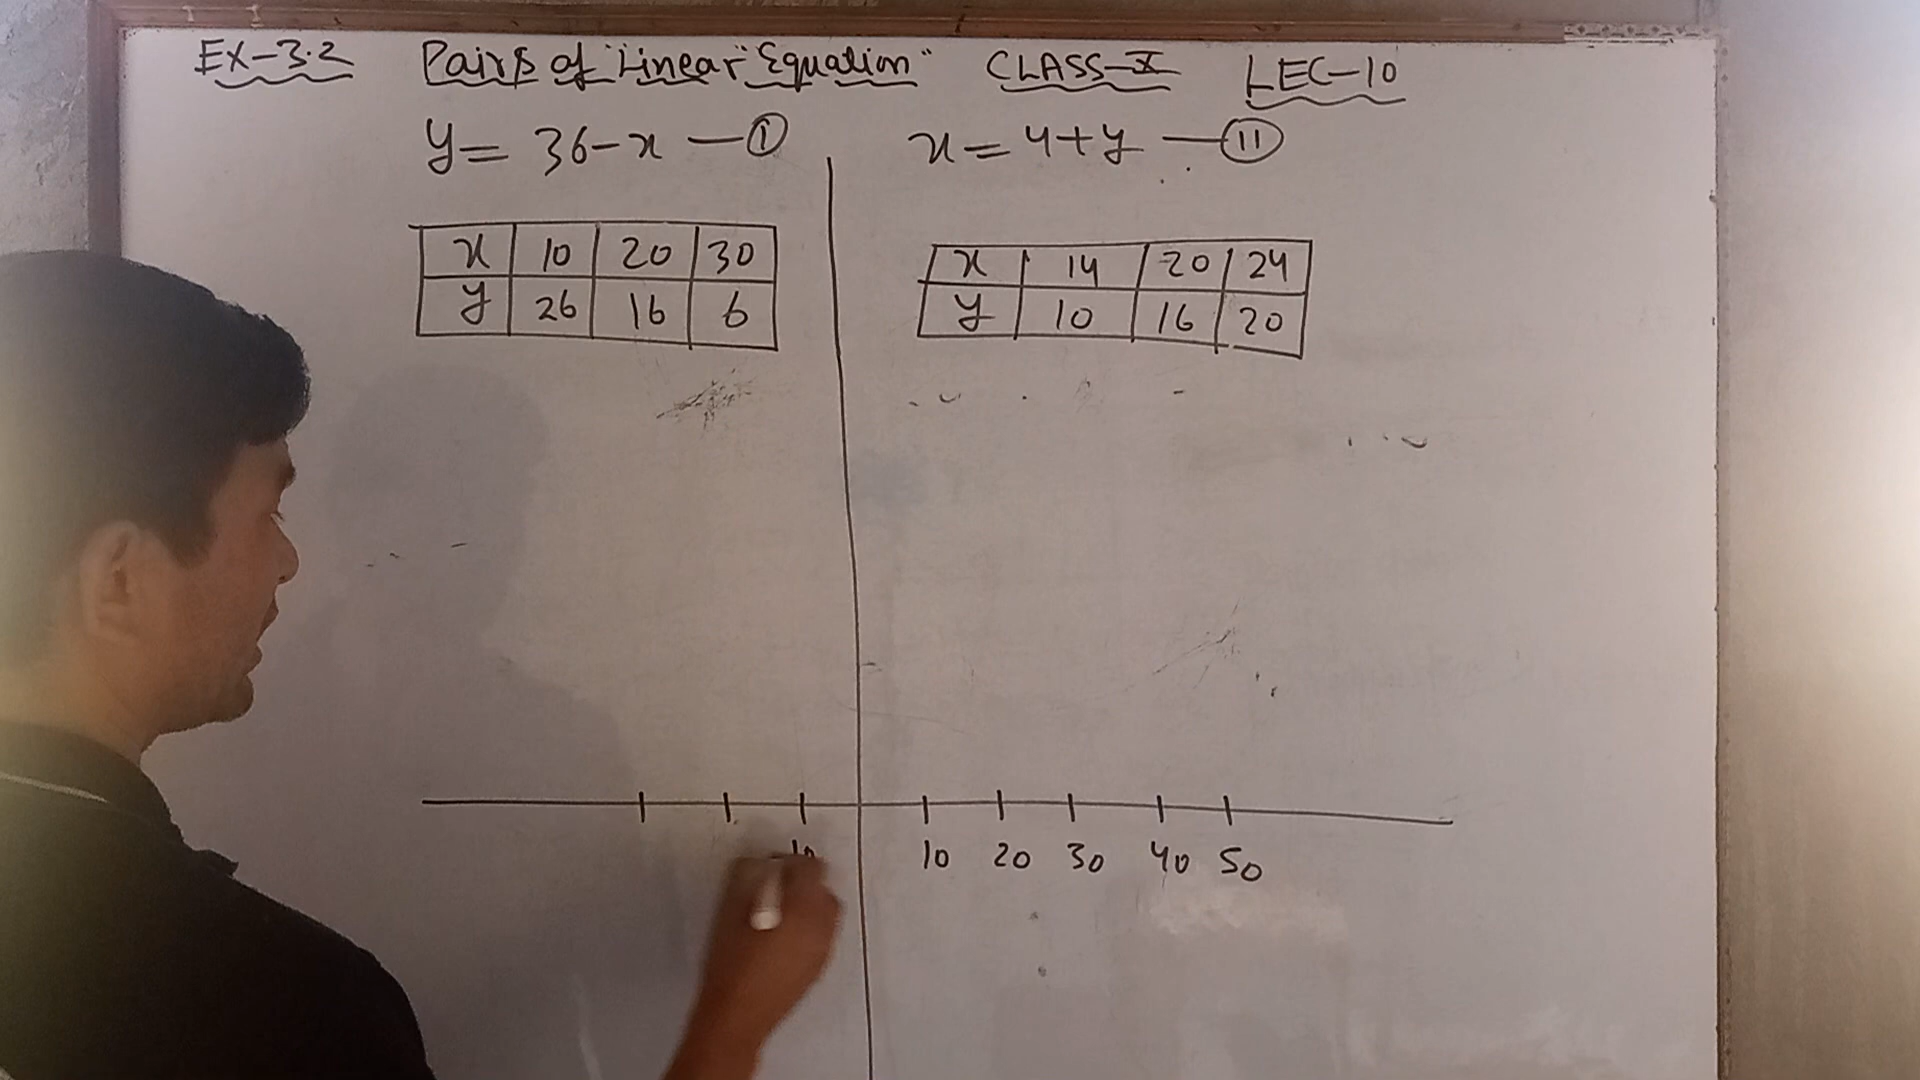 EX-3.2 Pairs of "Linear" Equation" CLASS-X LEC-10
y = 36-x —①
x = 4+y —⑪
x 10 20 30
y 26 16 6
x 14 20 24
y 10 16 20
10 20 30 40 50